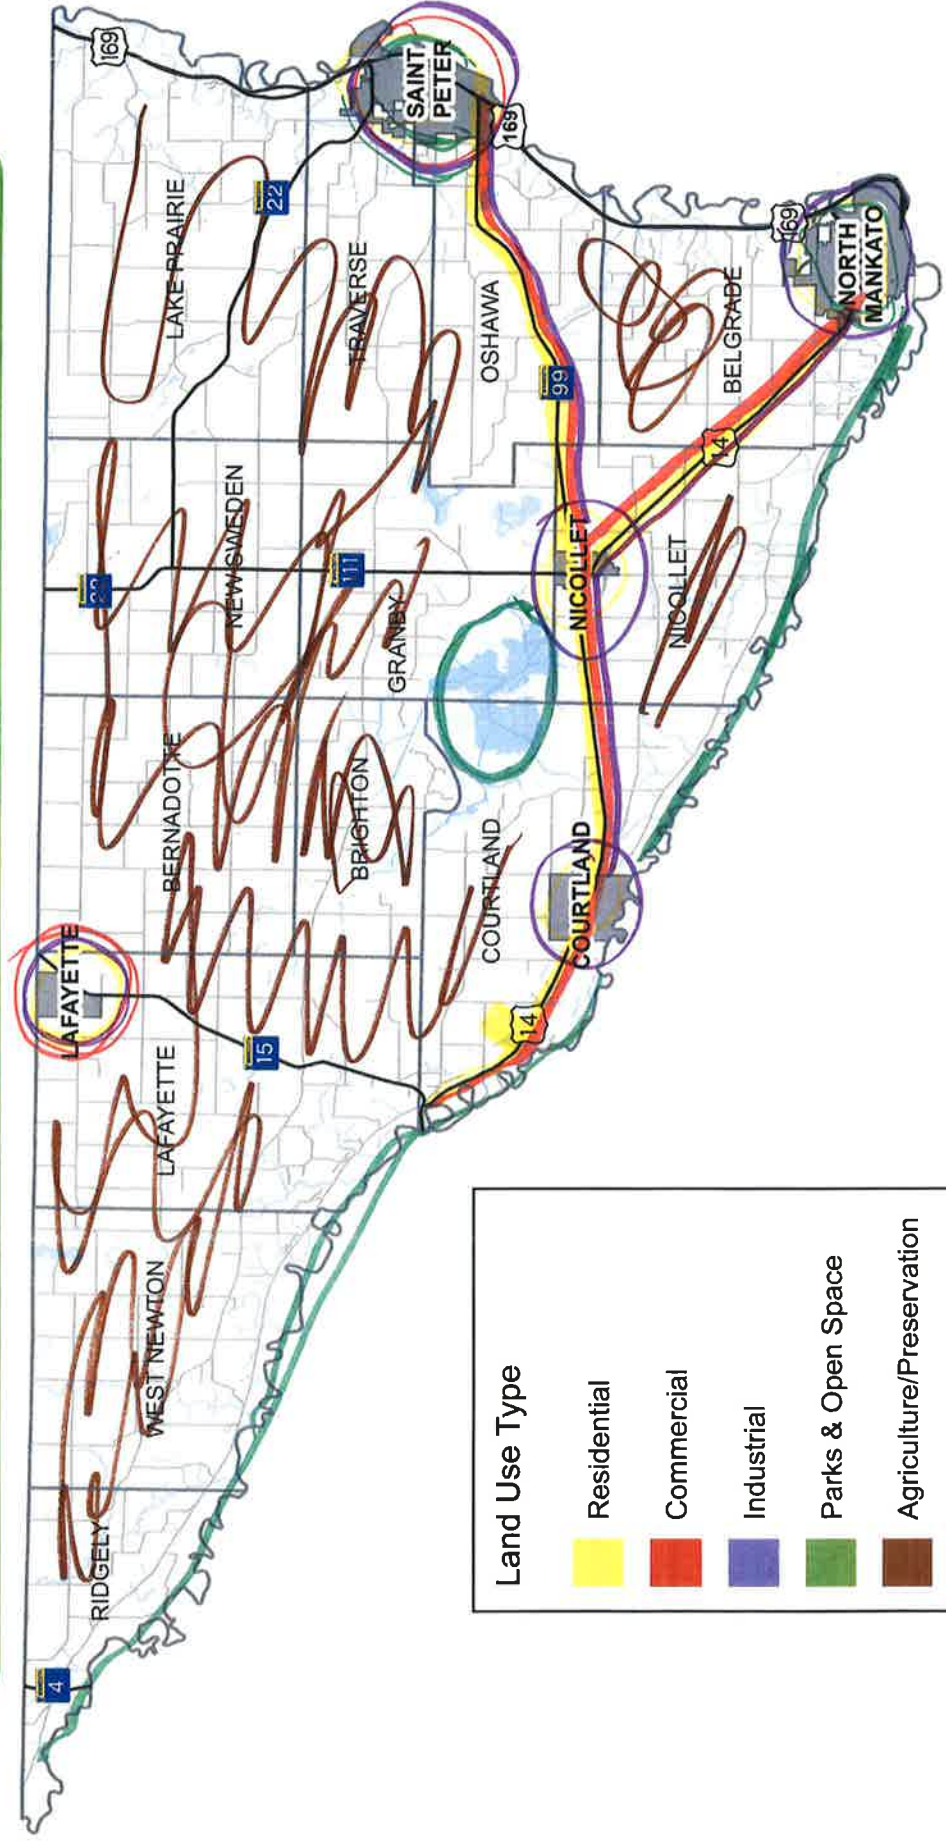 4
LAFAYETTE
22
169
RIDGELY
WEST NEWTON
LAFAYETTE
BERNADOTTE
LAKE PRAIRIE
NEW SWEDEN
15
22
111
BRIGHTON
TRAVERSE
GRANBY
SAINT
PETER
COURTLAND
OSHAWA
14
169
99
COURTLAND
NICOLLET
NICOLLET
14
BELGRADE
169
NORTH
MANKATO
Land Use Type
Residential
Commercial
Industrial
Parks & Open Space
Agriculture/Preservation